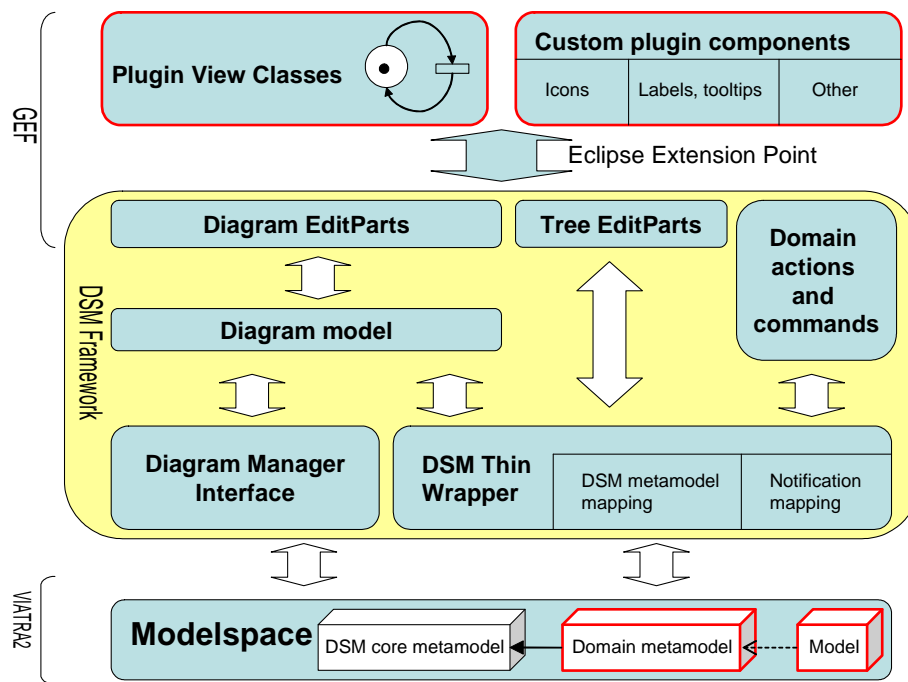 GEF
Plugin View Classes
Custom plugin components
Icons
Labels, tooltips
Other
Eclipse Extension Point
DSM Framework
Diagram EditParts
Tree EditParts
Domain
actions
and
commands
Diagram model
Diagram Manager
Interface
DSM Thin
Wrapper
DSM metamodel
mapping
Notification
mapping
VIATRA2
Modelspace
DSM core metamodel
Domain metamodel
Model